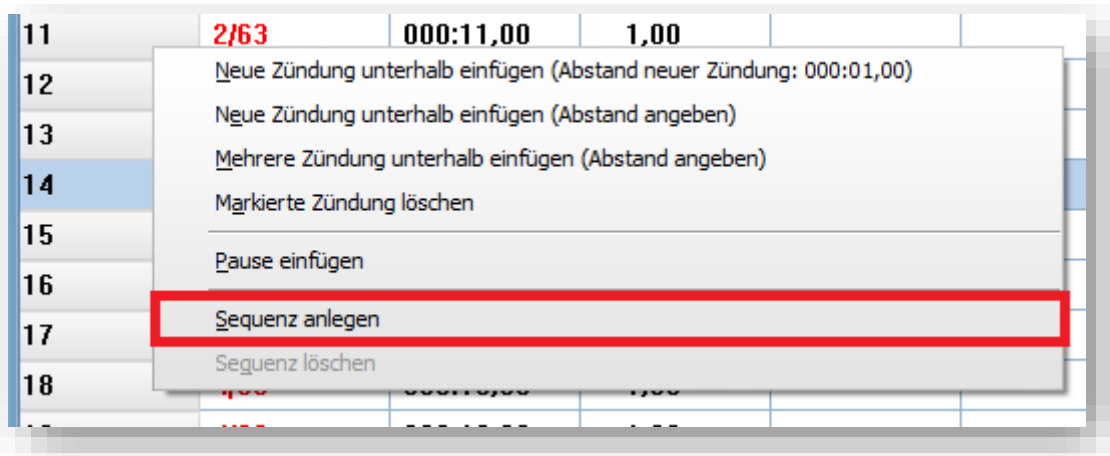 11 2/63 000:11,00 1,00
12 Neue Zündung unterhalb einfügen (Abstand neuer Zündung: 000:01,00)
Neue Zündung unterhalb einfügen (Abstand angeben)
13
Mehrere Zündung unterhalb einfügen (Abstand angeben)
14 Markierte Zündung löschen
15
Pause einfügen
16
Sequenz anlegen
17
Sequenz löschen
18